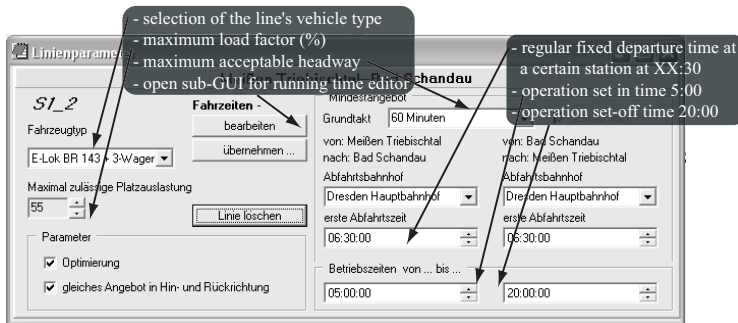 - selection of the line's vehicle type
- maximum load factor (%)
- maximum acceptable headway
- open sub-GUI for running time editor
- regular fixed departure time at
a certain station at XX:30
- operation set in time 5:00
- operation set-off time 20:00
Linienparameter
Schandau
S1_2
Fahrzeugtyp
E-Lok BR 143 + 3-Wager
Maximal zulässige Platzauslastung
55
Parameter
Optimierung
gleiches Angebot in Hin- und Rückrichtung
Fahrzeiten -
bearbeiten
übernehmen ...
Linie löschen
Mindestangebot
Grundtakt 60 Minuten
von: Meißen Triebischtal
nach: Bad Schandau
Abfahrtsbahnhof
Dresden Hauptbahnhof
erste Abfahrtszeit
06:30:00
von: Bad Schandau
nach: Meißen Triebischtal
Abfahrtsbahnhof
Dresden Hauptbahnhof
erste Abfahrtszeit
06:30:00
Betriebszeiten von ... bis ...
05:00:00
20:00:00